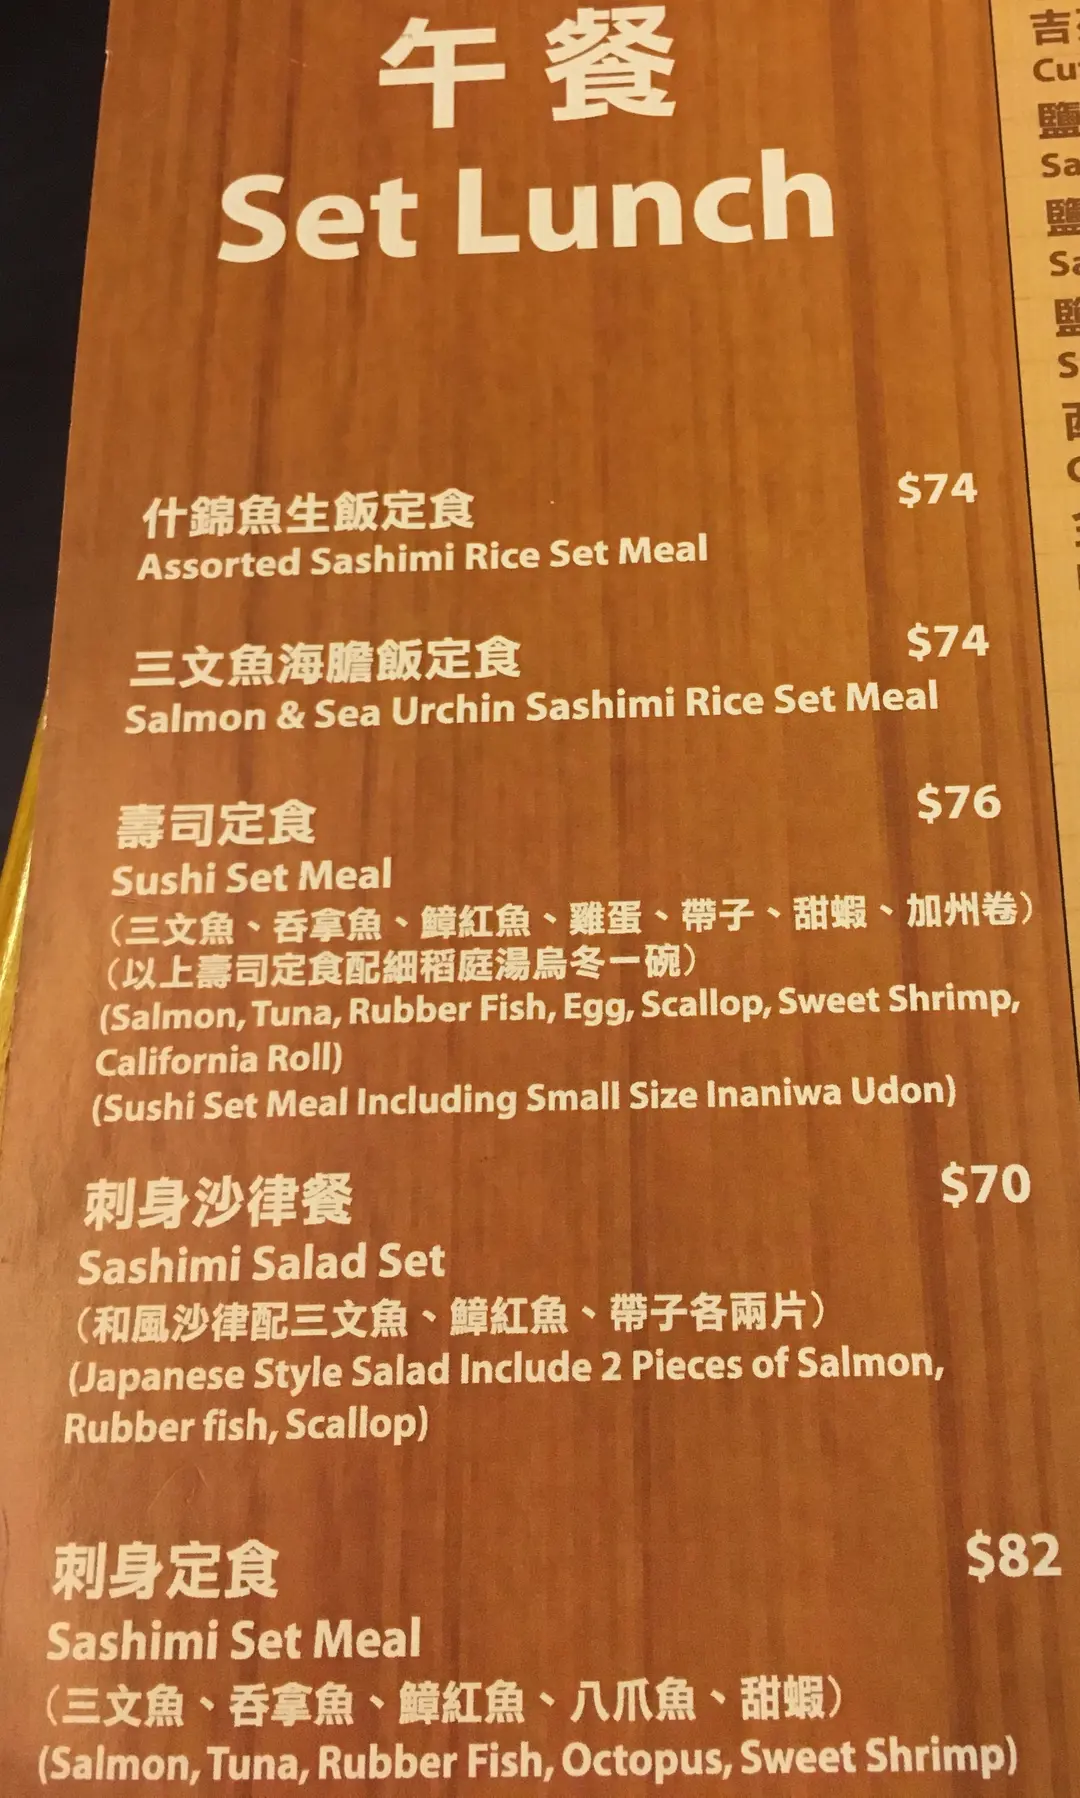 午餐
Set Lunch
什錦魚生飯定食 $74
Assorted Sashimi Rice Set Meal
三文魚海膽飯定食 $74
Salmon & Sea Urchin Sashimi Rice Set Meal
壽司定食 $76
Sushi Set Meal
（三文魚、吞拿魚、鱆紅魚、雞蛋、帶子、甜蝦、加州卷）
（以上壽司定食配細稻庭湯烏冬一碗）
(Salmon, Tuna, Rubber Fish, Egg, Scallop, Sweet Shrimp,
California Roll)
(Sushi Set Meal Including Small Size Inaniwa Udon)
刺身沙律餐 $70
Sashimi Salad Set
（和風沙律配三文魚、鱆紅魚、帶子各兩片）
(Japanese Style Salad Include 2 Pieces of Salmon,
Rubber fish, Scallop)
刺身定食 $82
Sashimi Set Meal
（三文魚、吞拿魚、鱆紅魚、八爪魚、甜蝦）
(Salmon, Tuna, Rubber Fish, Octopus, Sweet Shrimp)
吉
鹽
鹽
鹽